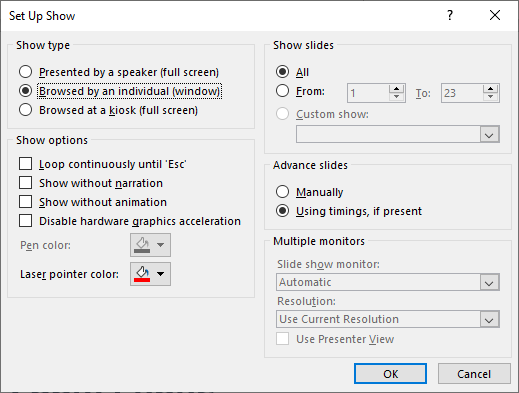 Set Up Show
?
Show type
Presented by a speaker (full screen)
Browsed by an individual (window)
Browsed at a kiosk (full screen)
Show options
Loop continuously until 'Esc'
Show without narration
Show without animation
Disable hardware graphics acceleration
Pen color:
Laser pointer color:
Show slides
All
From: 1 To: 23
Custom show:
Advance slides
Manually
Using timings, if present
Multiple monitors
Slide show monitor:
Automatic
Resolution:
Use Current Resolution
Use Presenter View
OK Cancel